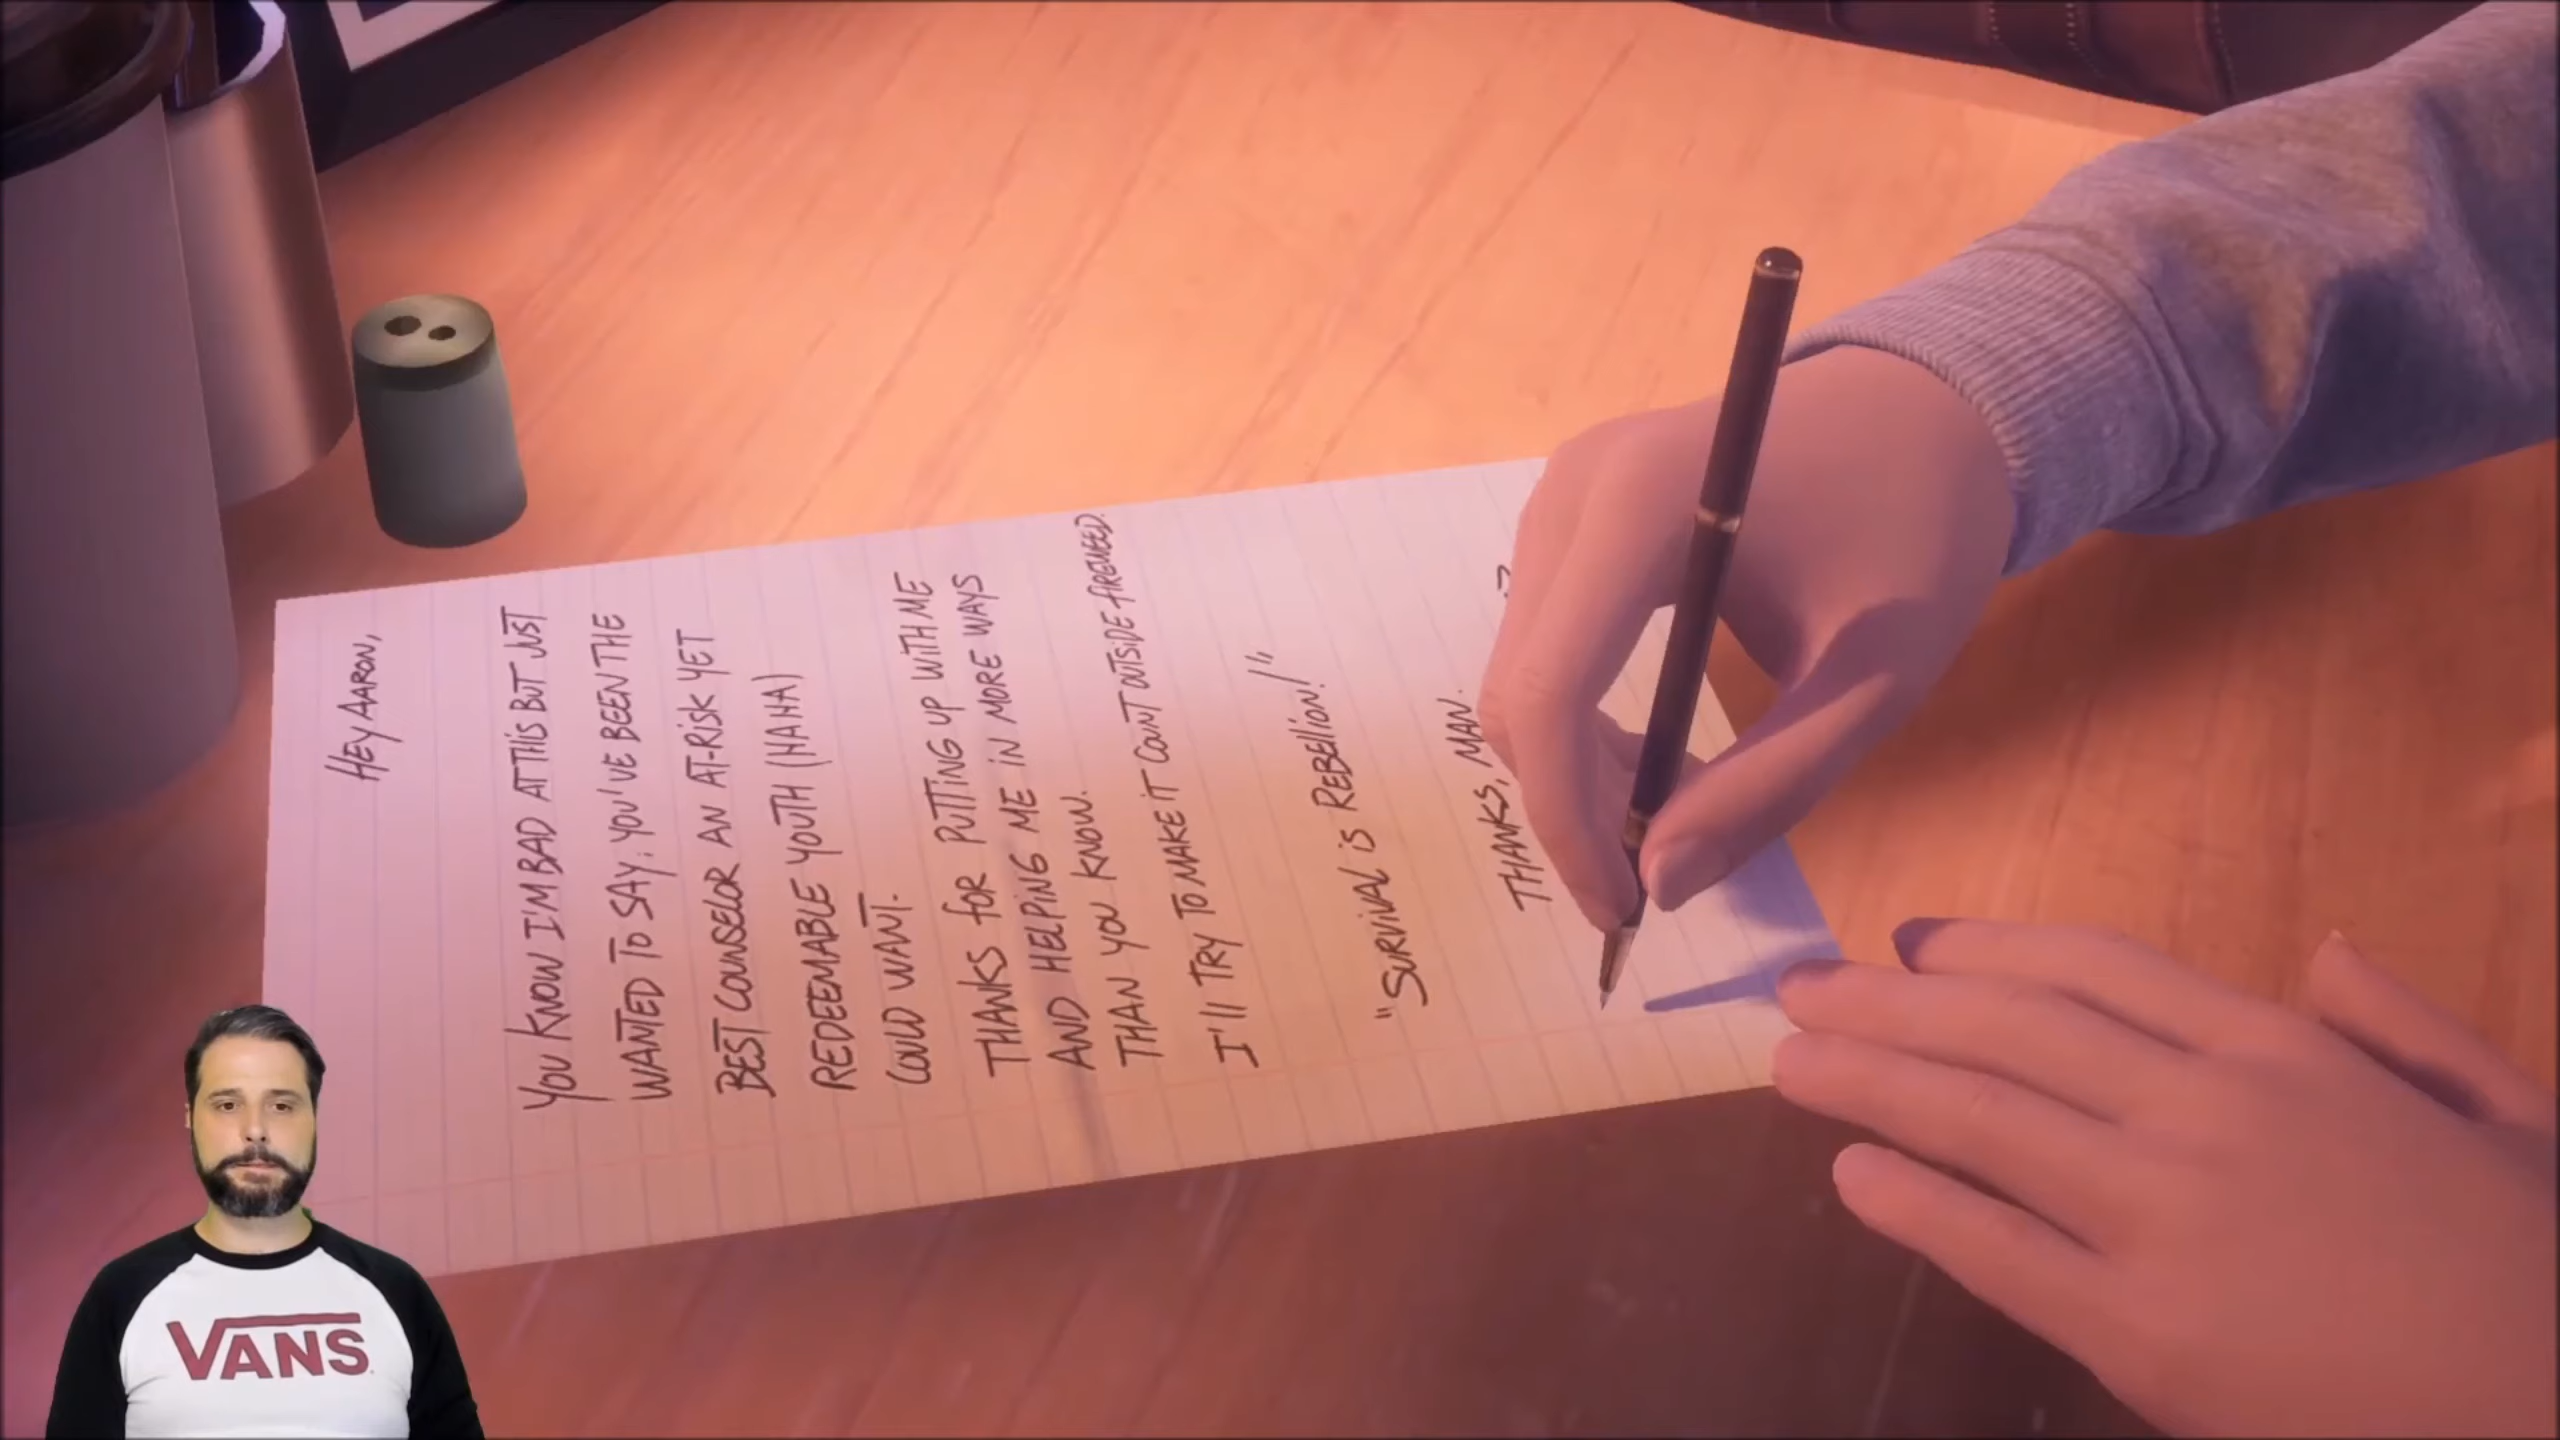 HEY AARON,
YOU KNOW I'M BAD AT THIS BUT JUST
WANTED TO SAY: YOU'VE BEEN THE
BEST COUNSELOR AN AT-RISK YET
REDEEMABLE YOUTH (HAHA)
COULD WANT.
THANKS FOR PUTTING UP WITH ME
AND HELPING ME IN MORE WAYS
THAN YOU KNOW.
I'll TRY TO MAKE IT COUNT OUTSIDE FIREWEED.
"SURVIVAL is REBEllION!"
THANKS, MAN.
VANS